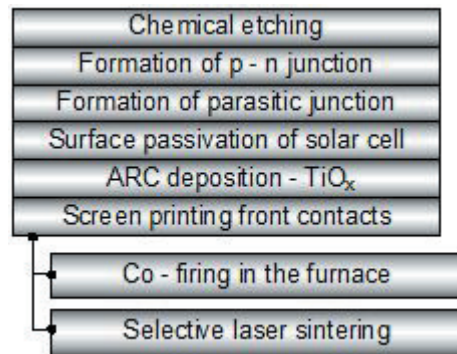 Chemical etching
Formation of p - n junction
Formation of parasitic junction
Surface passivation of solar cell
ARC deposition - TiOₓ
Screen printing front contacts
Co - firing in the furnace
Selective laser sintering